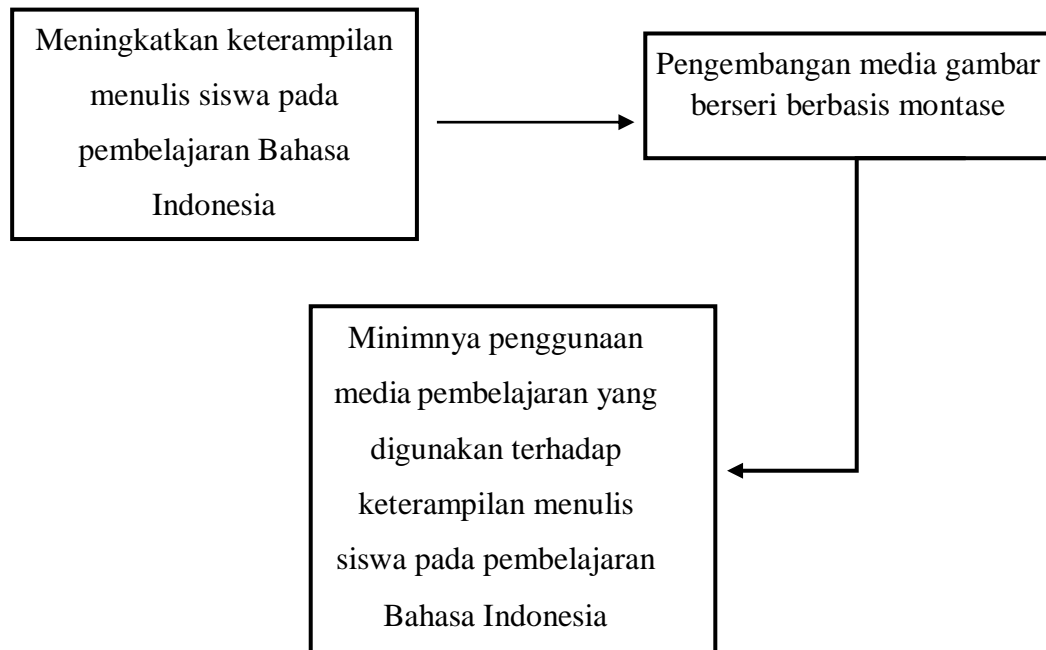 Meningkatkan keterampilan
menulis siswa pada
pembelajaran Bahasa
Indonesia
Pengembangan media gambar
berseri berbasis montase
Minimnya penggunaan
media pembelajaran yang
digunakan terhadap
keterampilan menulis
siswa pada pembelajaran
Bahasa Indonesia